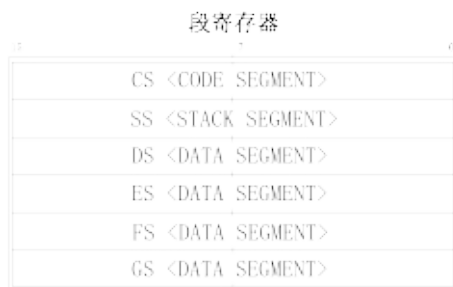 段寄存器
CS <CODE SEGMENT>
SS <STACK SEGMENT>
DS <DATA SEGMENT>
ES <DATA SEGMENT>
FS <DATA SEGMENT>
GS <DATA SEGMENT>